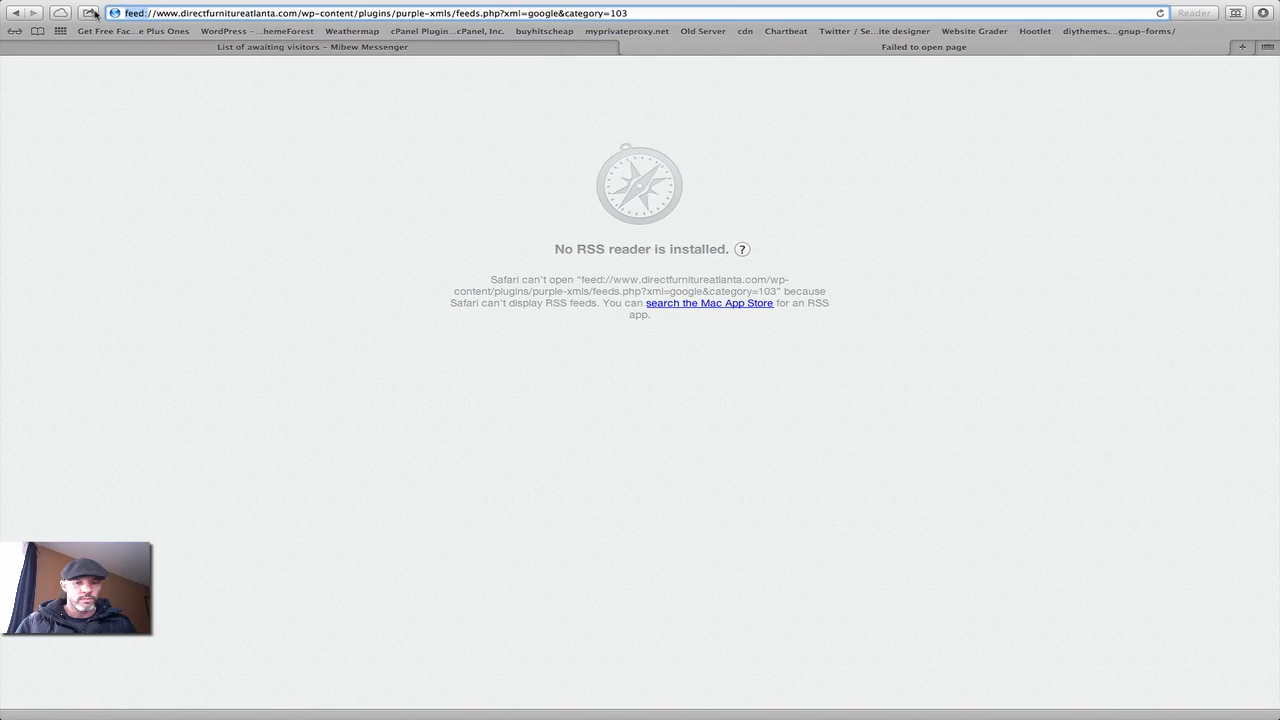 feed://www.directfurnitureatlanta.com/wp-content/plugins/purple-xmls/feeds.php?xml=google&category=103
Reader
Get Free Fac...e Plus Ones WordPress - ...hemeForest Weathermap cPanel Plugin...cPanel, Inc. buyhitscheap myprivateproxy.net Old Server cdn Chartbeat Twitter / Se...ite designer Website Grader Hootlet diythemes....gnup-forms/
List of awaiting visitors - Mibew Messenger Failed to open page
No RSS reader is installed. ?
Safari can't open "feed://www.directfurnitureatlanta.com/wp-
content/plugins/purple-xmls/feeds.php?xml=google&category=103" because
Safari can't display RSS feeds. You can search the Mac App Store for an RSS
app.